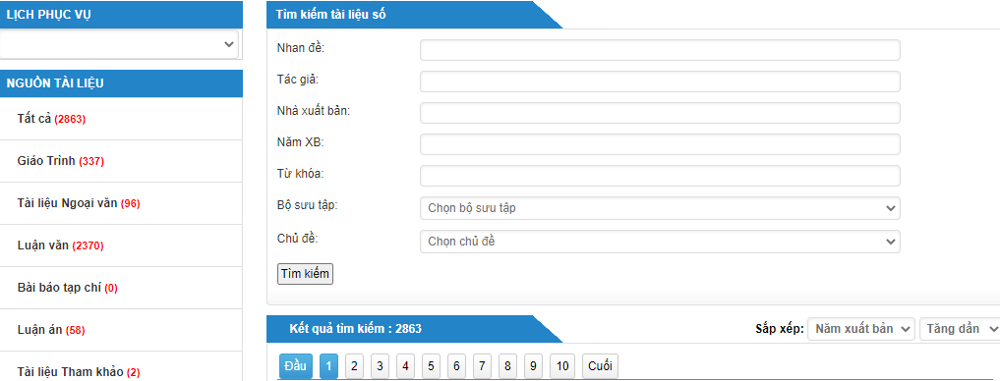 LỊCH PHỤC VỤ
NGUỒN TÀI LIỆU
Tất cả (2863)
Giáo Trình (337)
Tài liệu Ngoại văn (96)
Luận văn (2370)
Bài báo tạp chí (0)
Luận án (58)
Tài liệu Tham khảo (2)
Tìm kiếm tài liệu số
Nhan đề:
Tác giả:
Nhà xuất bản:
Năm XB:
Từ khóa:
Bộ sưu tập: Chọn bộ sưu tập
Chủ đề: Chọn chủ đề
Tìm kiếm
Kết quả tìm kiếm : 2863 Sắp xếp: Năm xuất bản Tăng dần
Đầu 1 2 3 4 5 6 7 8 9 10 Cuối